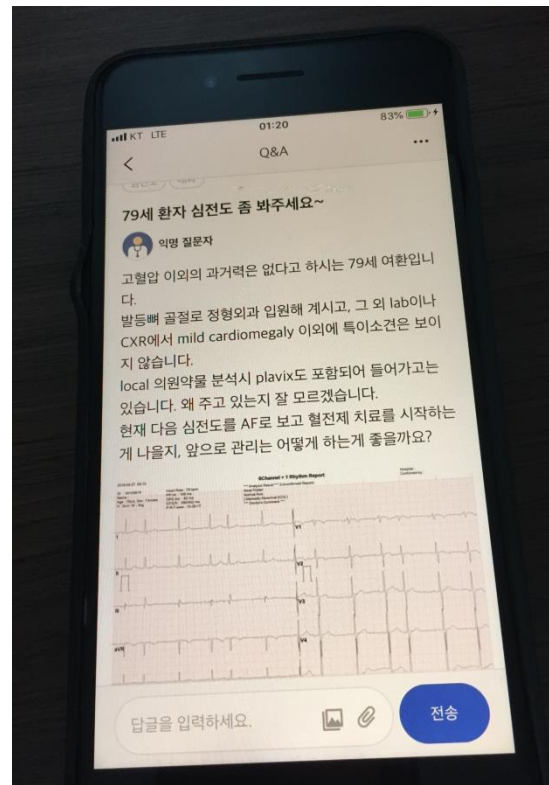 KT LTE 01:20 83%
Q&A
79세 환자 심전도 좀 봐주세요~
익명 질문자
고혈압 이외의 과거력은 없다고 하시는 79세 여환입니
다.
발등뼈 골절로 정형외과 입원해 계시고, 그 외 lab이나
CXR에서 mild cardiomegaly 이외에 특이소견은 보이
지 않습니다.
local 의원약물 분석시 plavix도 포함되어 들어가고는
있습니다. 왜 주고 있는지 잘 모르겠습니다.
현재 다음 심전도를 AF로 보고 혈전제 치료를 시작하는
게 나을지, 앞으로 관리는 어떻게 하는게 좋을까요?
6Channel + 1 Rhythm Report
I V1
II V2
III V3
aVR V4
답글을 입력하세요.
전송